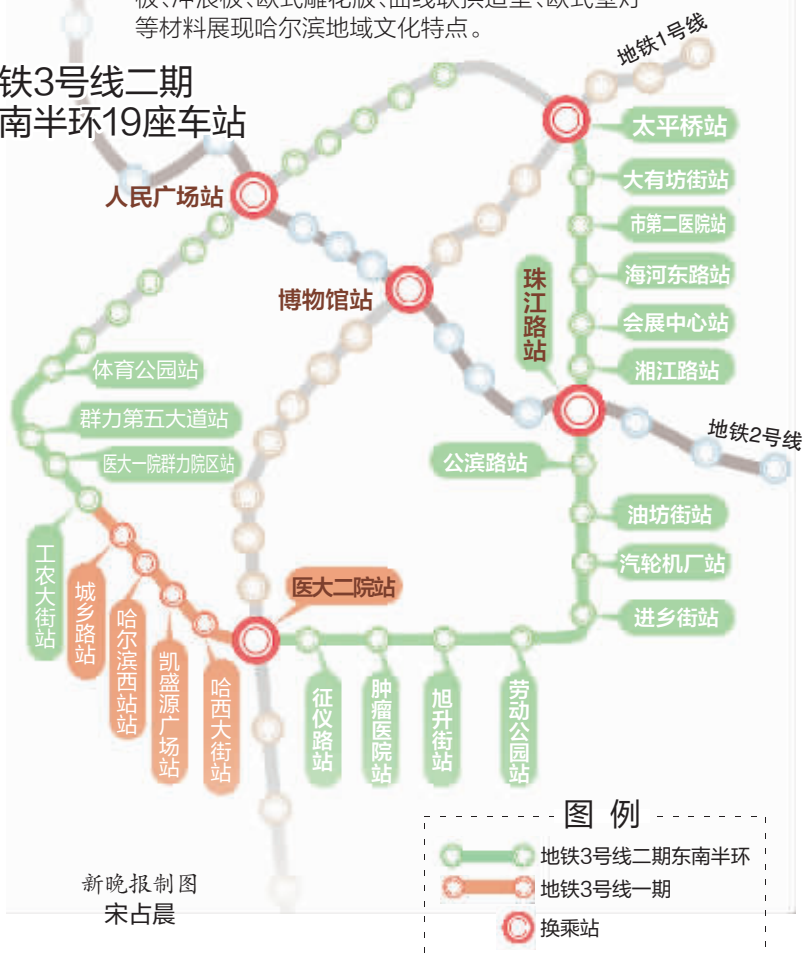 等材料展现哈尔滨地域文化特点。
铁3号线二期
南半环19座车站
地铁1号线
太平桥站
人民广场站
大有坊街站
市第二医院站
海河东路站
博物馆站
珠江路站
会展中心站
湘江路站
体育公园站
群力第五大道站
地铁2号线
医大一院群力院区站
公滨路站
油坊街站
工农大街站
城乡路站
哈尔滨西站站
凯盛源广场站
哈西大街站
医大二院站
汽轮机厂站
进乡街站
征仪路站
肿瘤医院站
旭升街站
劳动公园站
图例
地铁3号线二期东南半环
地铁3号线一期
换乘站
新晚报制图
宋占晨